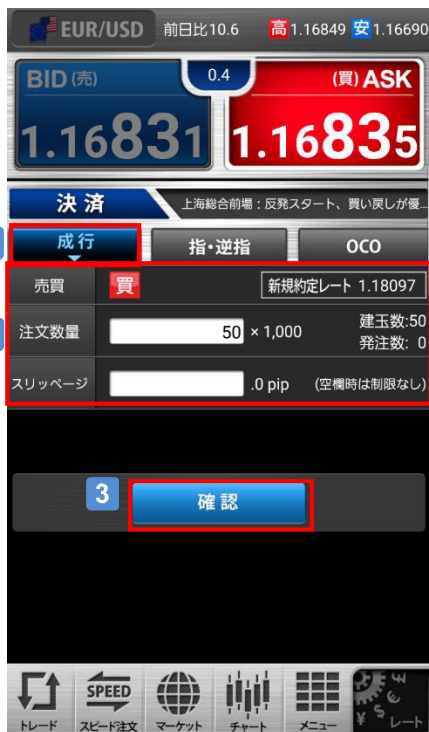 EUR/USD 前日比10.6 高 1.16849 安 1.16690
BID (売) 0.4 (買) ASK
1.16831 1.16835
決済 上海総合前場：反発スタート、買い戻しが優...
成行 指・逆指 OCO
売買 買 新規約定レート 1.18097
注文数量 50 × 1,000 建玉数:50
発注数: 0
スリッページ .0 pip (空欄時は制限なし)
3 確認
SPEED
トレード スピード注文 マーケット チャート メニュー レート